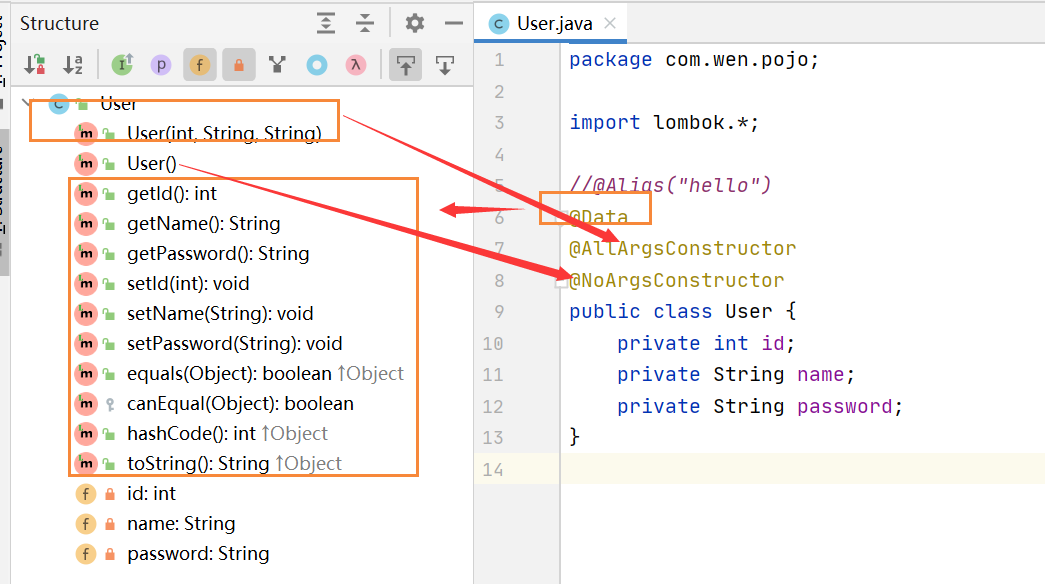 Structure
User
User(int, String, String)
User()
getId(): int
getName(): String
getPassword(): String
setId(int): void
setName(String): void
setPassword(String): void
equals(Object): boolean ↑Object
canEqual(Object): boolean
hashCode(): int ↑Object
toString(): String ↑Object
id: int
name: String
password: String
User.java
1 package com.wen.pojo;
2
3 import lombok.*;
4
5 //@Alias("hello")
6 @Data
7 @AllArgsConstructor
8 @NoArgsConstructor
9 public class User {
10 private int id;
11 private String name;
12 private String password;
13 }
14